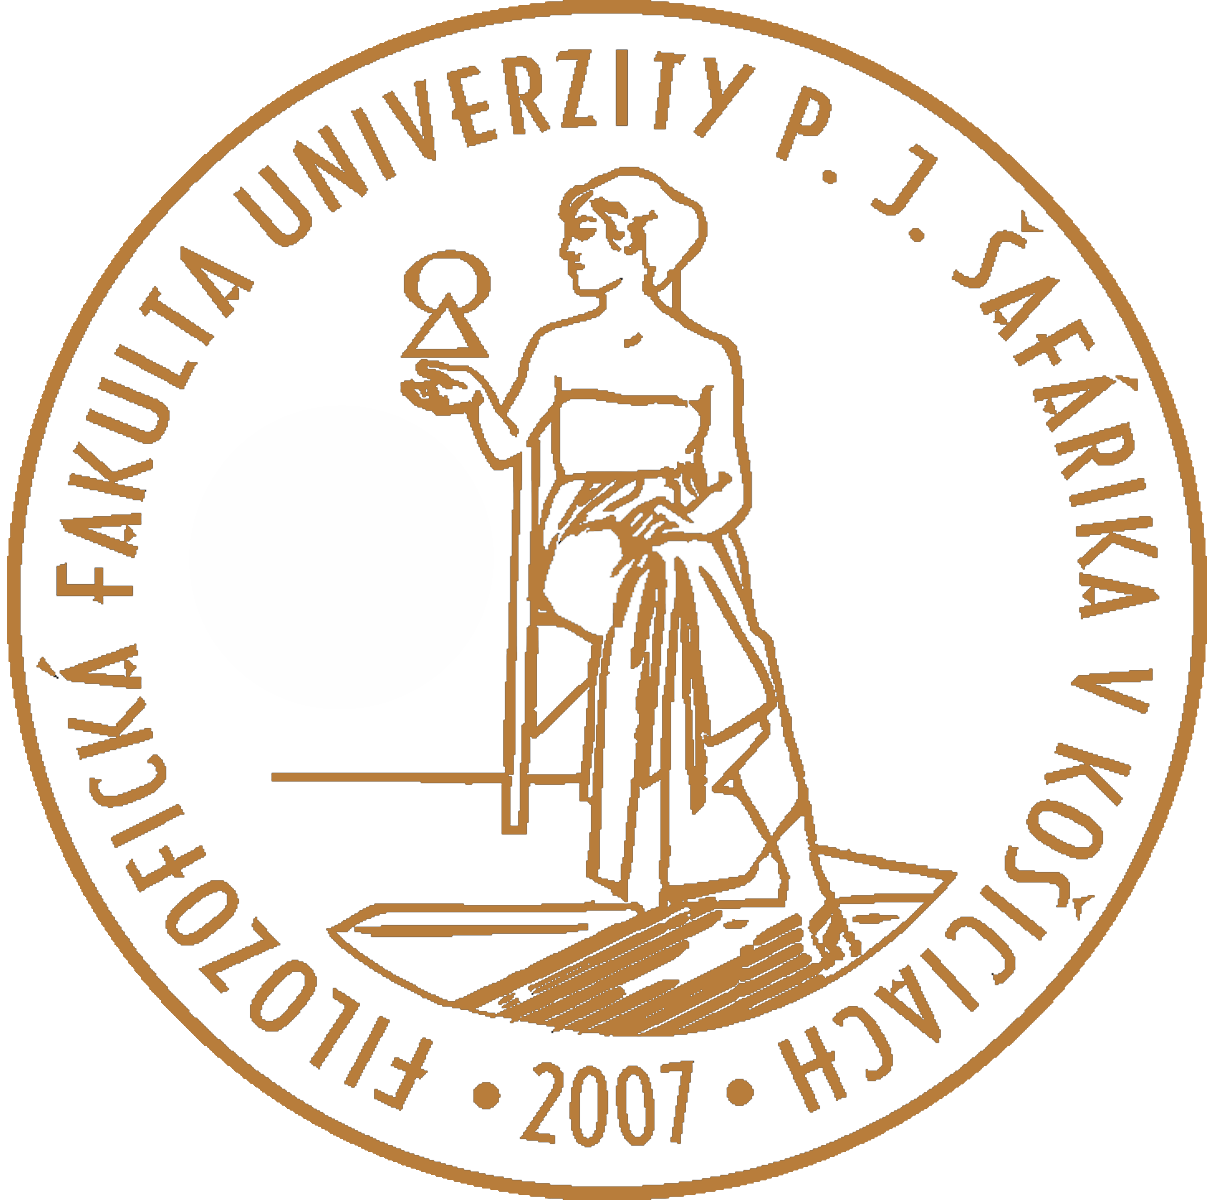 FILOZOFICKÁ FAKULTA UNIVERZITY P. J. ŠAFÁRIKA V KOŠICIACH
• 2007 •